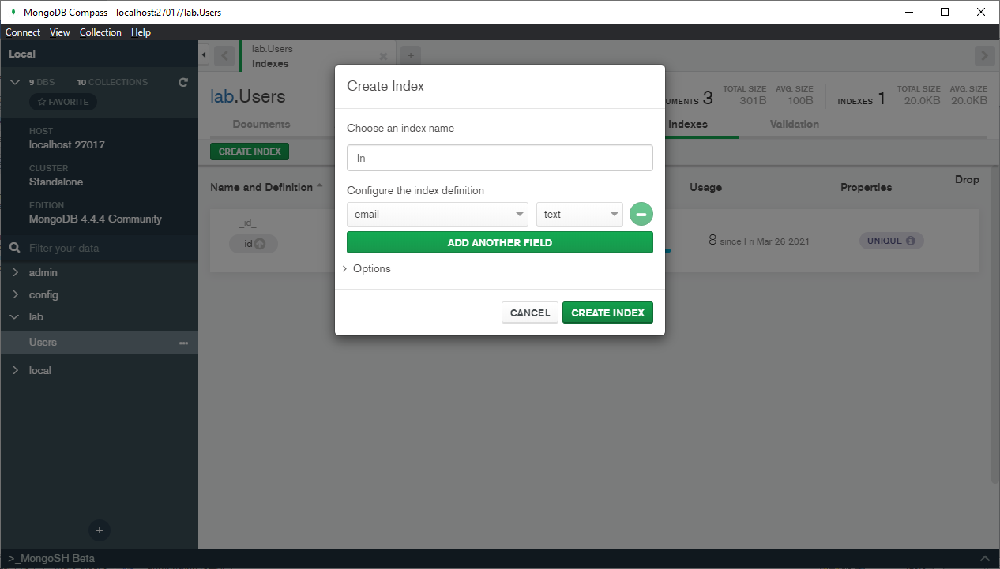 MongoDB Compass - localhost:27017/lab.Users
Connect View Collection Help
Local
9 DBS 10 COLLECTIONS
FAVORITE
HOST
localhost:27017
CLUSTER
Standalone
EDITION
MongoDB 4.4.4 Community
Filter your data
admin
config
lab
Users
local
>_MongoSH Beta
lab.Users
Indexes
lab.Users
UMENTS 3 TOTAL SIZE 301B AVG. SIZE 100B INDEXES 1 TOTAL SIZE 20.0KB AVG. SIZE 20.0KB
Documents Indexes Validation
CREATE INDEX
Name and Definition Usage Properties Drop
_id_
_id
8 since Fri Mar 26 2021
UNIQUE
Create Index
Choose an index name
In
Configure the index definition
email text
ADD ANOTHER FIELD
Options
CANCEL CREATE INDEX